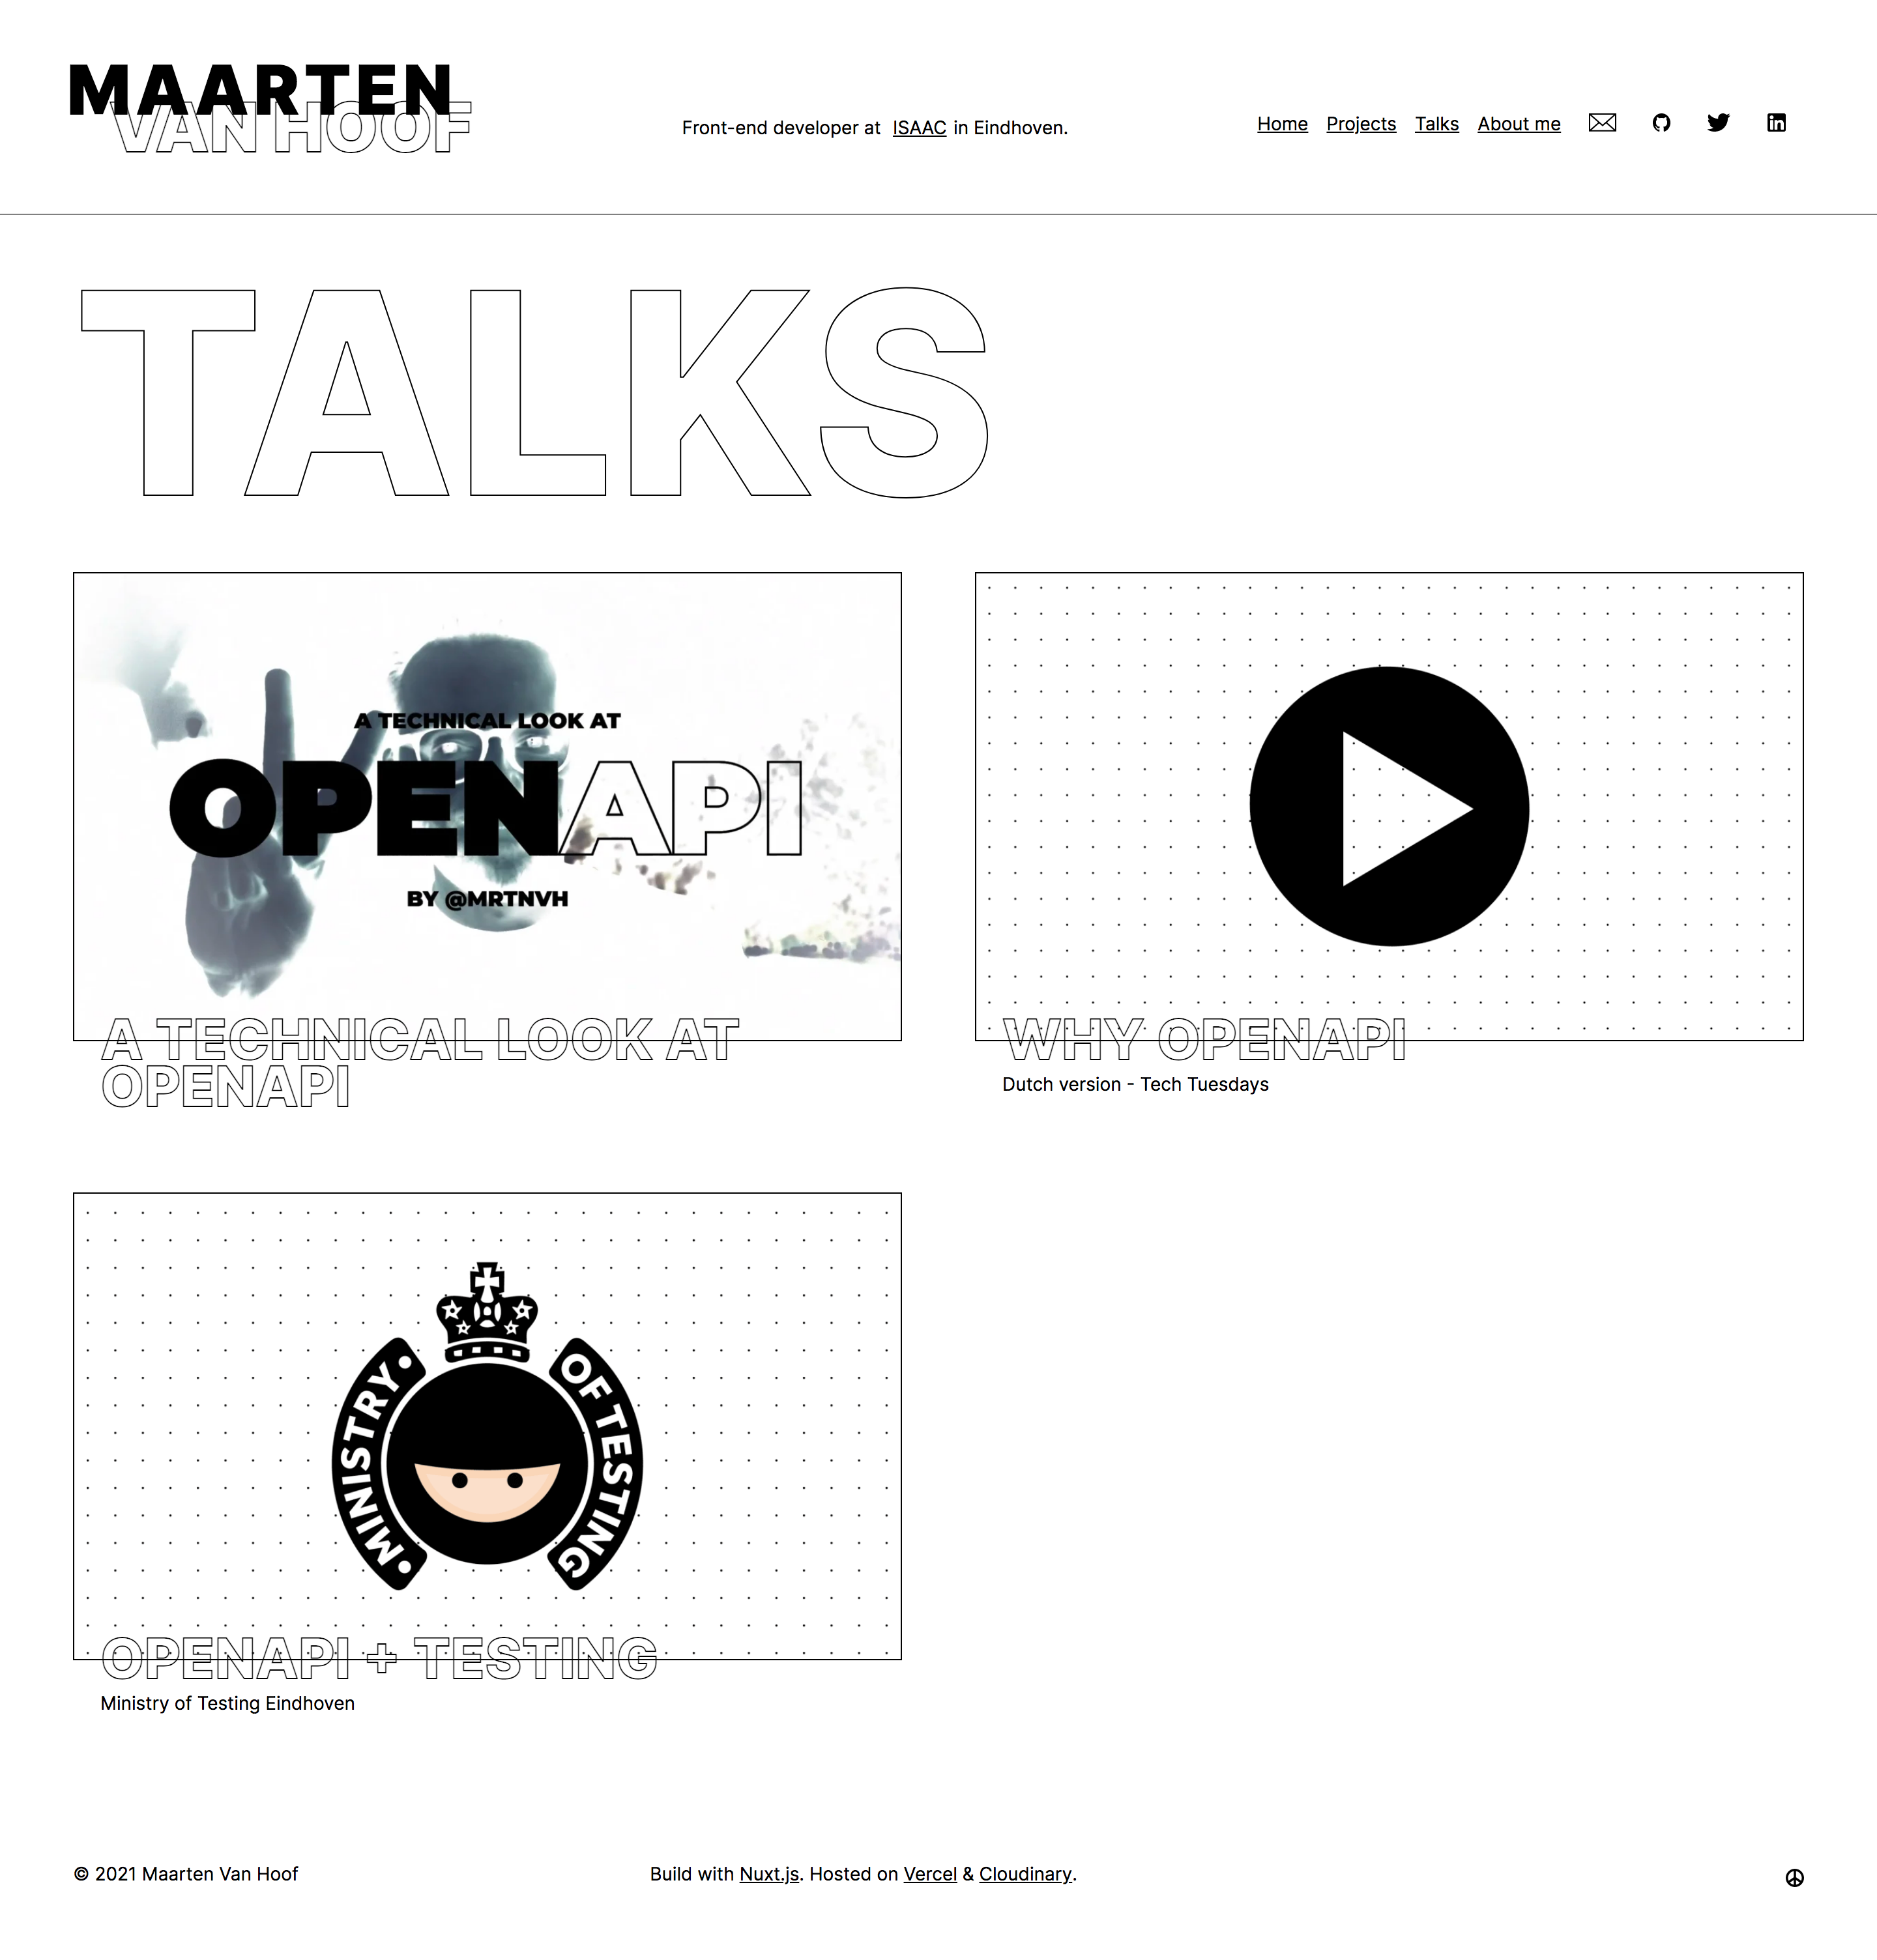 MAARTEN
VAN HOOF
Front-end developer at ISAAC in Eindhoven.
Home Projects Talks About me
TALKS
A TECHNICAL LOOK AT
OPENAPI
BY @MRTNVH
A TECHNICAL LOOK AT
OPENAPI
WHY OPENAPI
Dutch version - Tech Tuesdays
MINISTRY
OF TESTING
OPENAPI + TESTING
Ministry of Testing Eindhoven
© 2021 Maarten Van Hoof
Build with Nuxt.js. Hosted on Vercel & Cloudinary.